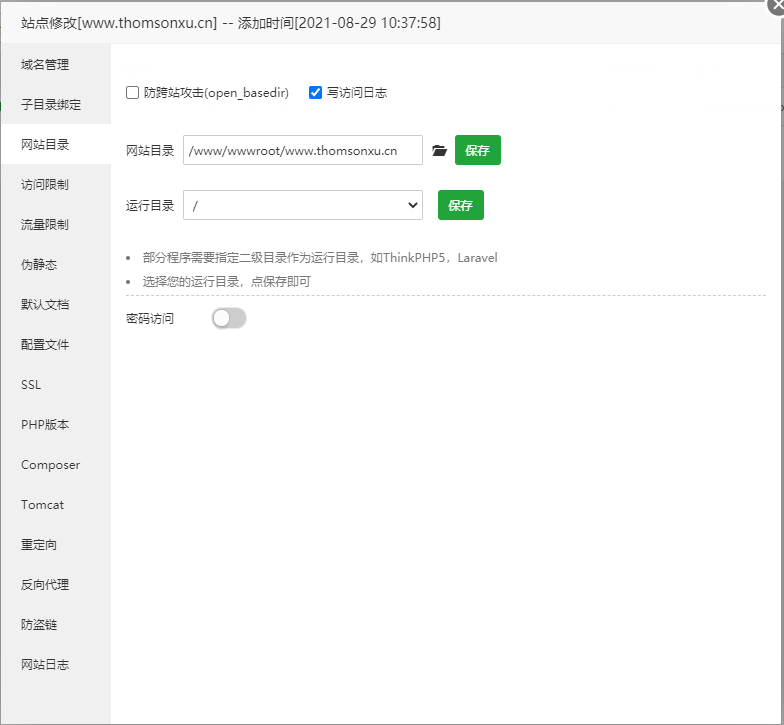 站点修改[www.thomsonxu.cn] -- 添加时间[2021-08-29 10:37:58]
域名管理
子目录绑定
网站目录
访问限制
流量限制
伪静态
默认文档
配置文件
SSL
PHP版本
Composer
Tomcat
重定向
反向代理
防盗链
网站日志
防跨站攻击(open_basedir) 写访问日志
网站目录 /www/wwwroot/www.thomsonxu.cn 保存
运行目录 / 保存
部分程序需要指定二级目录作为运行目录，如ThinkPHP5，Laravel
选择您的运行目录，点保存即可
密码访问